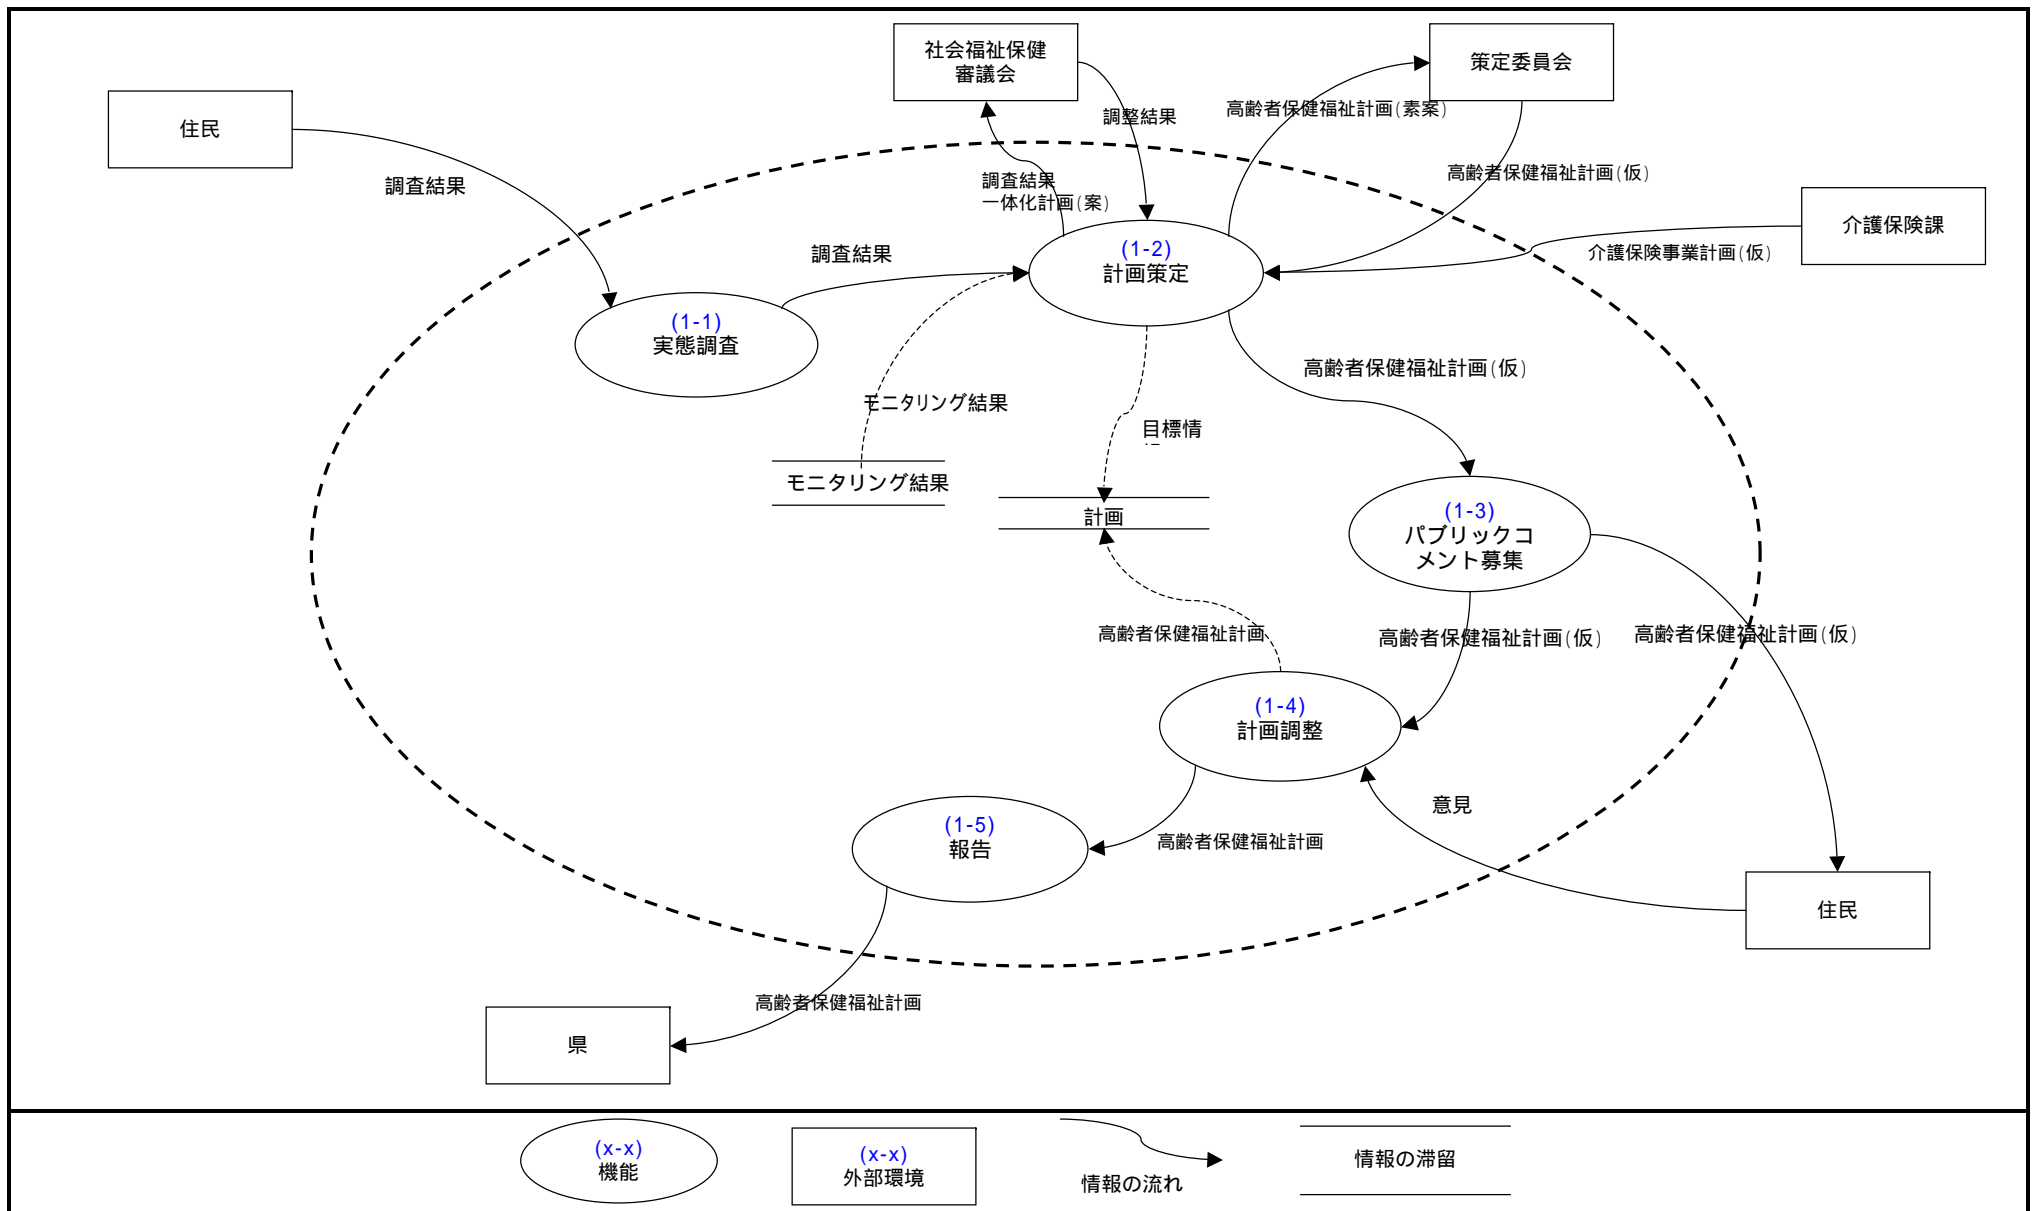 社会福祉保健
審議会
策定委員会
住民
調整結果
高齢者保健福祉計画(素案)
調査結果
調査結果
一体化計画(案)
高齢者保健福祉計画(仮)
介護保険課
介護保険事業計画(仮)
調査結果
(1-2)
計画策定
(1-1)
実態調査
高齢者保健福祉計画(仮)
モニタリング結果
目標情
モニタリング結果
計画
(1-3)
パブリックコ
メント募集
高齢者保健福祉計画
高齢者保健福祉計画(仮)
高齢者保健福祉計画(仮)
(1-4)
計画調整
意見
(1-5)
報告
高齢者保健福祉計画
住民
高齢者保健福祉計画
県
(x-x)
機能
(x-x)
外部環境
情報の流れ
情報の滞留